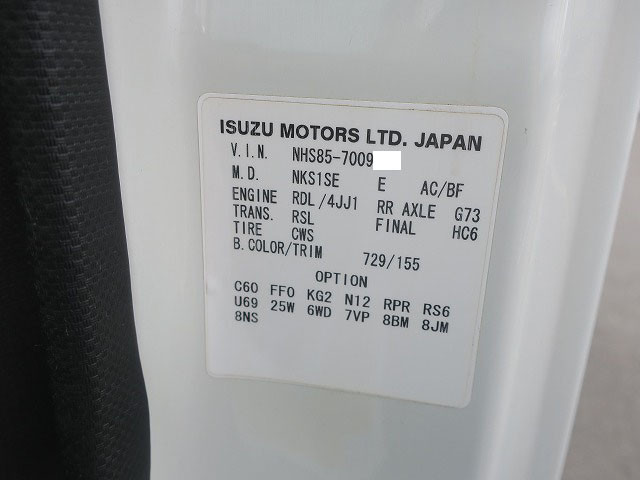 ISUZU MOTORS LTD. JAPAN
V.I.N. NHS85-7009
M.D. NKS1SE E AC/BF
ENGINE RDL/4JJ1 RR AXLE G73
TRANS. RSL FINAL HC6
TIRE CWS
B.COLOR/TRIM 729/155
OPTION
C60 FF0 KG2 N12 RPR RS6
U69 25W 6WD 7VP 8BM 8JM
8NS